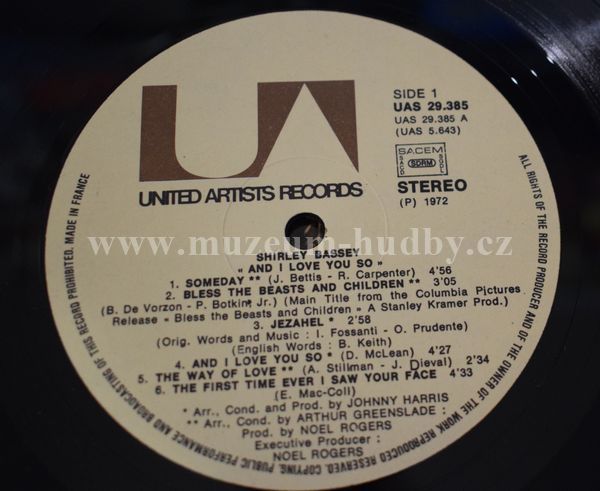 UA
UNITED ARTISTS RECORDS
SIDE 1
UAS 29.385
UAS 29.385 A
(UAS 5.643)
SACEM
SACD SDRM SGDL
STEREO
(P) 1972
www.muzeum-hudby.cz
SHIRLEY BASSEY
« AND I LOVE YOU SO »
1. SOMEDAY ** (J. Bettis - R. Carpenter) 4'56
2. BLESS THE BEASTS AND CHILDREN ** 3'05
(B. De Vorzon - P. Botkin Jr.) (Main Title from the Columbia Pictures
Release « Bless the Beasts and Children » A Stanley Kramer Prod.)
3. JEZAHEL * 2'58
(Orig. Words and Music : I. Fossanti - O. Prudente)
(English Words : B. Keith)
4. AND I LOVE YOU SO * (D. McLean) 4'27
5. THE WAY OF LOVE ** (A. Stillman - J. Dieval) 2'34
6. THE FIRST TIME EVER I SAW YOUR FACE 4'33
(E. Mac-Coll)
* Arr., Cond. and Prod. by JOHNNY HARRIS
** Arr., Cond. by ARTHUR GREENSLADE :
Prod. by NOEL ROGERS
Executive Producer :
NOEL ROGERS
ALL RIGHTS OF THE RECORD PRODUCER AND OF THE OWNER OF THE WORK REPRODUCED RESERVED. COPYING, PUBLIC PERFORMANCE AND BROADCASTING OF THIS RECORD PROHIBITED. MADE IN FRANCE